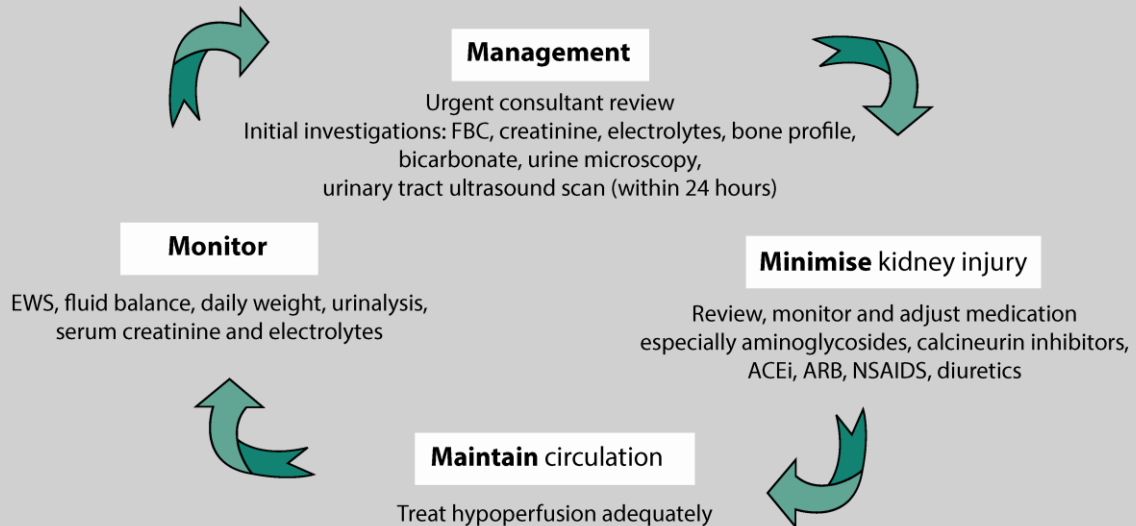 Management
Urgent consultant review
Initial investigations: FBC, creatinine, electrolytes, bone profile,
bicarbonate, urine microscopy,
urinary tract ultrasound scan (within 24 hours)
Minimise kidney injury
Review, monitor and adjust medication
especially aminoglycosides, calcineurin inhibitors,
ACEi, ARB, NSAIDS, diuretics
Maintain circulation
Treat hypoperfusion adequately
Monitor
EWS, fluid balance, daily weight, urinalysis,
serum creatinine and electrolytes